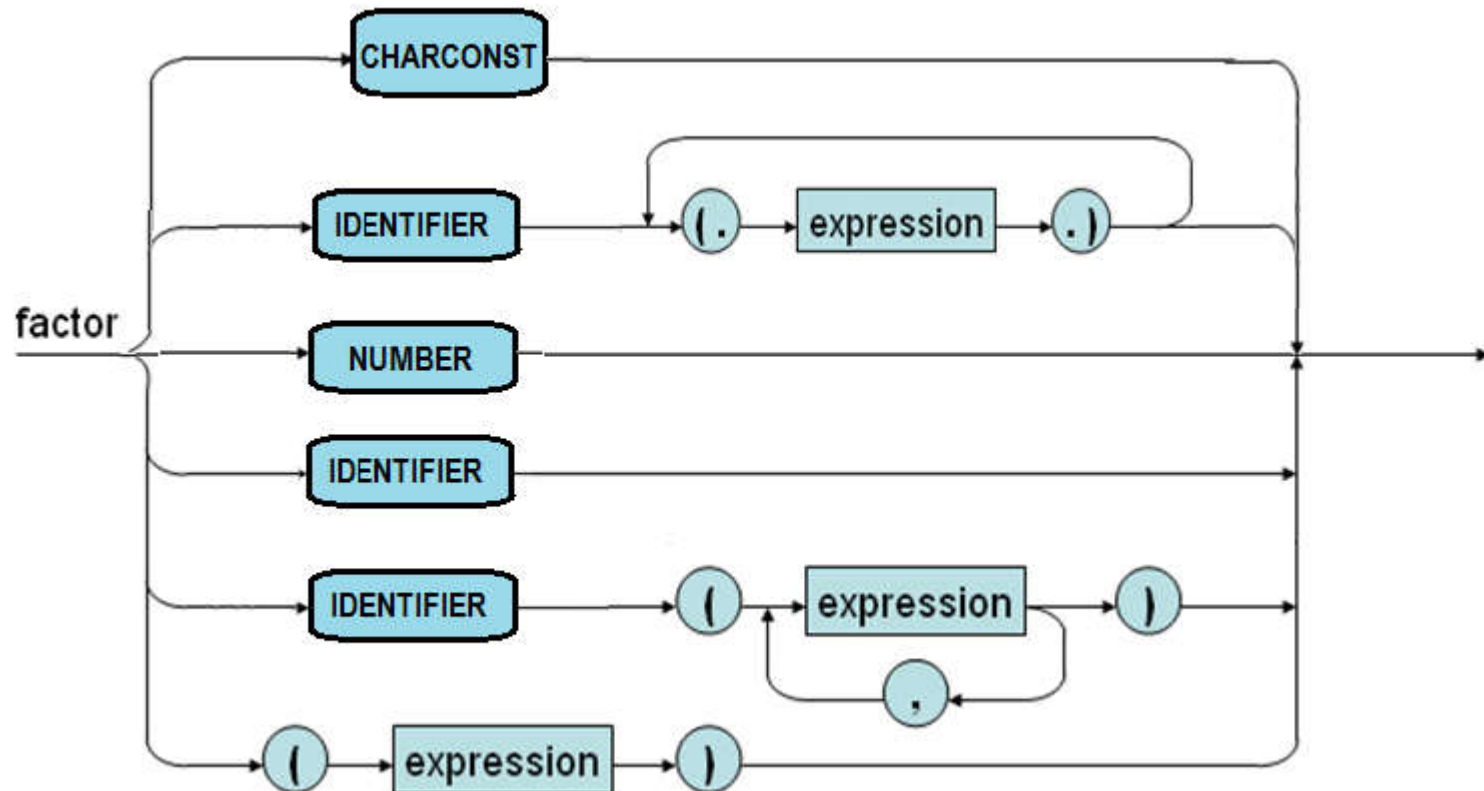 CHARCONST
IDENTIFIER (. expression .)
factor
NUMBER
IDENTIFIER
IDENTIFIER ( expression )
,
( expression )